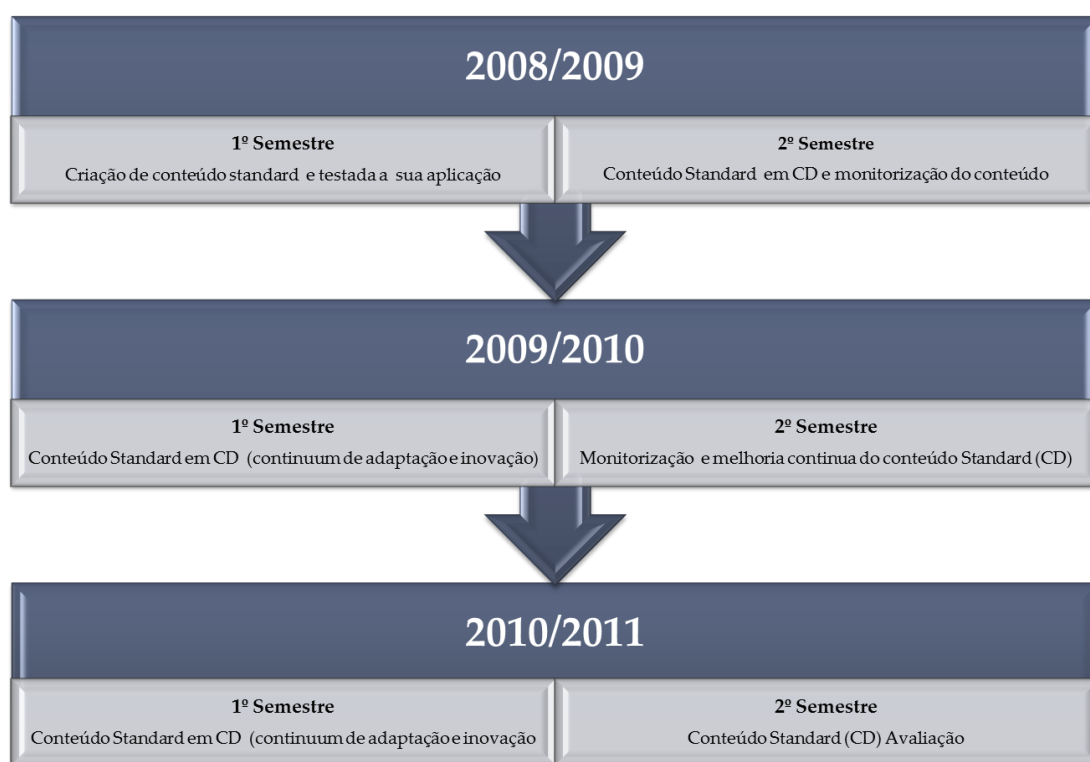 2008/2009
1º Semestre
Criação de conteúdo standard e testada a sua aplicação
2º Semestre
Conteúdo Standard em CD e monitorização do conteúdo
2009/2010
1º Semestre
Conteúdo Standard em CD (continuum de adaptação e inovação)
2º Semestre
Monitorização e melhoria continua do conteúdo Standard (CD)
2010/2011
1º Semestre
Conteúdo Standard em CD (continuum de adaptação e inovação
2º Semestre
Conteúdo Standard (CD) Avaliação